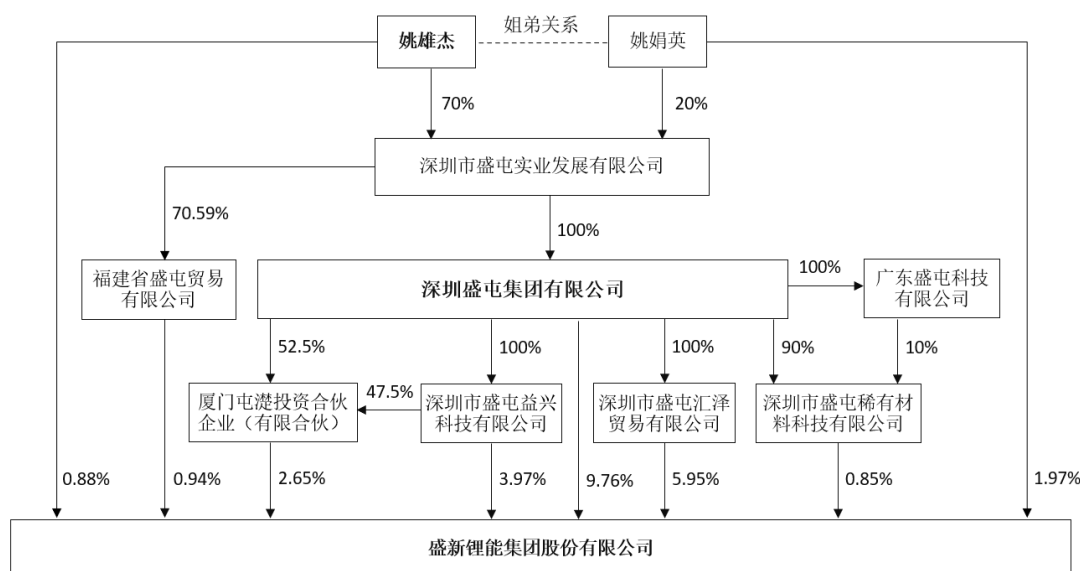 姚雄杰
姐弟关系
姚娟英
70%
20%
深圳市盛屯实业发展有限公司
70.59%
100%
福建省盛屯贸易
有限公司
深圳盛屯集团有限公司
100%
广东盛屯科技
有限公司
52.5%
100%
100%
90%
10%
厦门屯濋投资合伙
企业（有限合伙）
47.5%
深圳市盛屯益兴
科技有限公司
深圳市盛屯汇泽
贸易有限公司
深圳市盛屯稀有材
料科技有限公司
0.88%
0.94%
2.65%
3.97%
9.76%
5.95%
0.85%
1.97%
盛新锂能集团股份有限公司